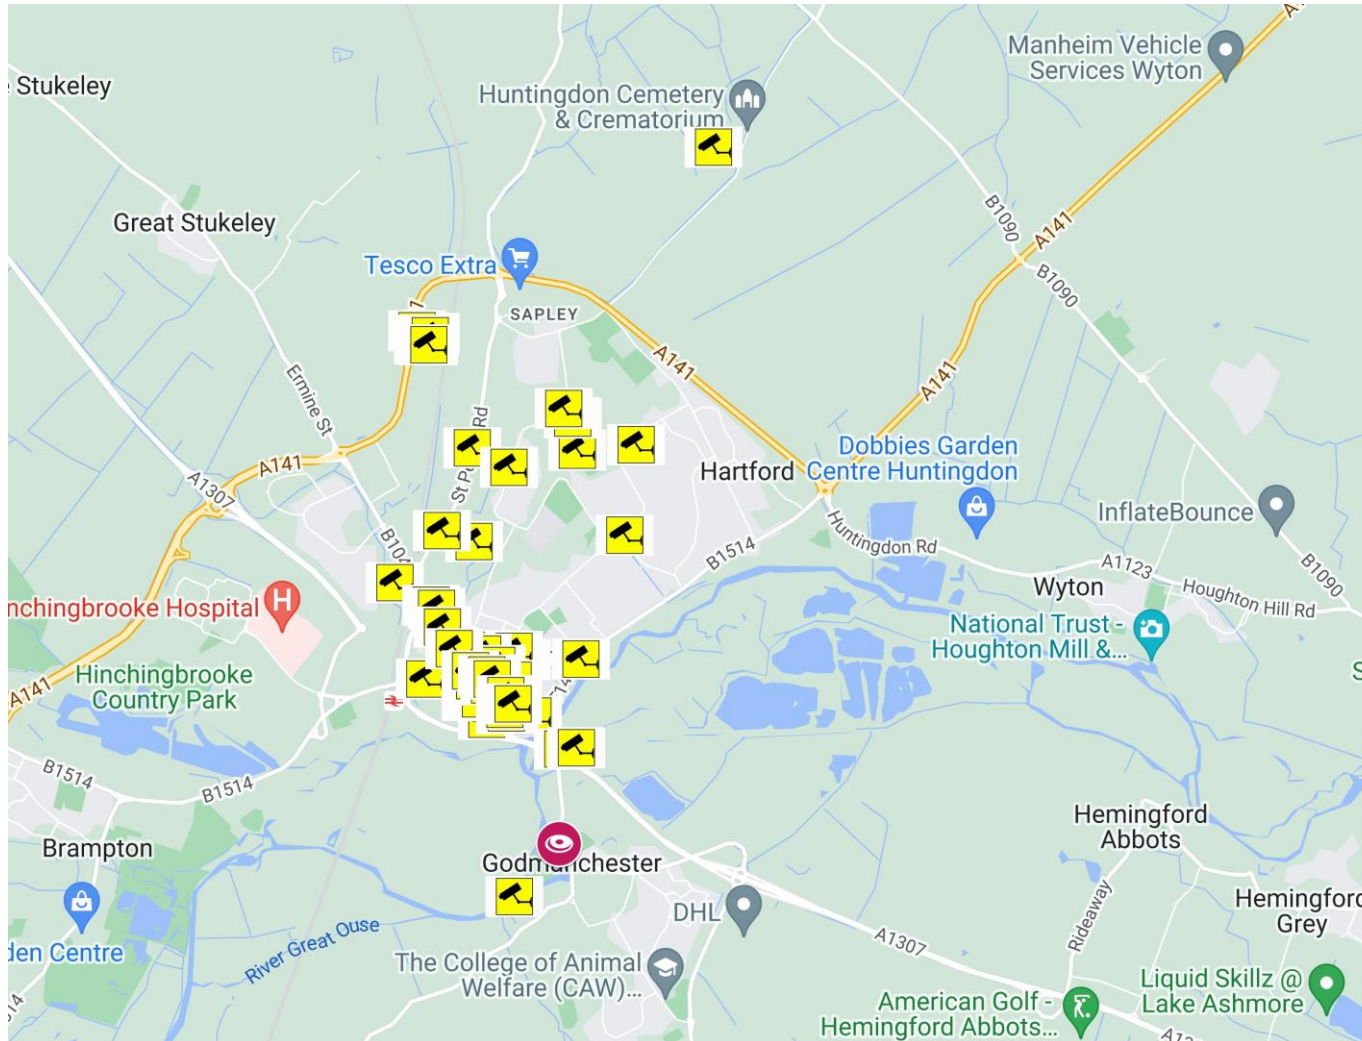 Stukeley
Manheim Vehicle
Services Wyton
Huntingdon Cemetery
& Crematorium
Great Stukeley
B1090
A141
Tesco Extra
B1090
1
SAPLEY
A141
Ermine St
A141
Rd
St P
Dobbies Garden
Centre Huntingdon
Hartford
A141
A1307
InflateBounce
B1514
Huntingdon Rd
A1123
B1090
Wyton
Houghton Hill Rd
nchingbrooke Hospital
H
National Trust -
Houghton Mill &...
Hinchingbrooke
Country Park
A141
B1514
B1514
Hemingford
Abbots
Brampton
Godmanchester
Rideaway
DHL
Hemingford
Grey
River Great Ouse
den Centre
A1307
The College of Animal
Welfare (CAW)...
Liquid Skillz @
Lake Ashmore
American Golf -
Hemingford Abbots...